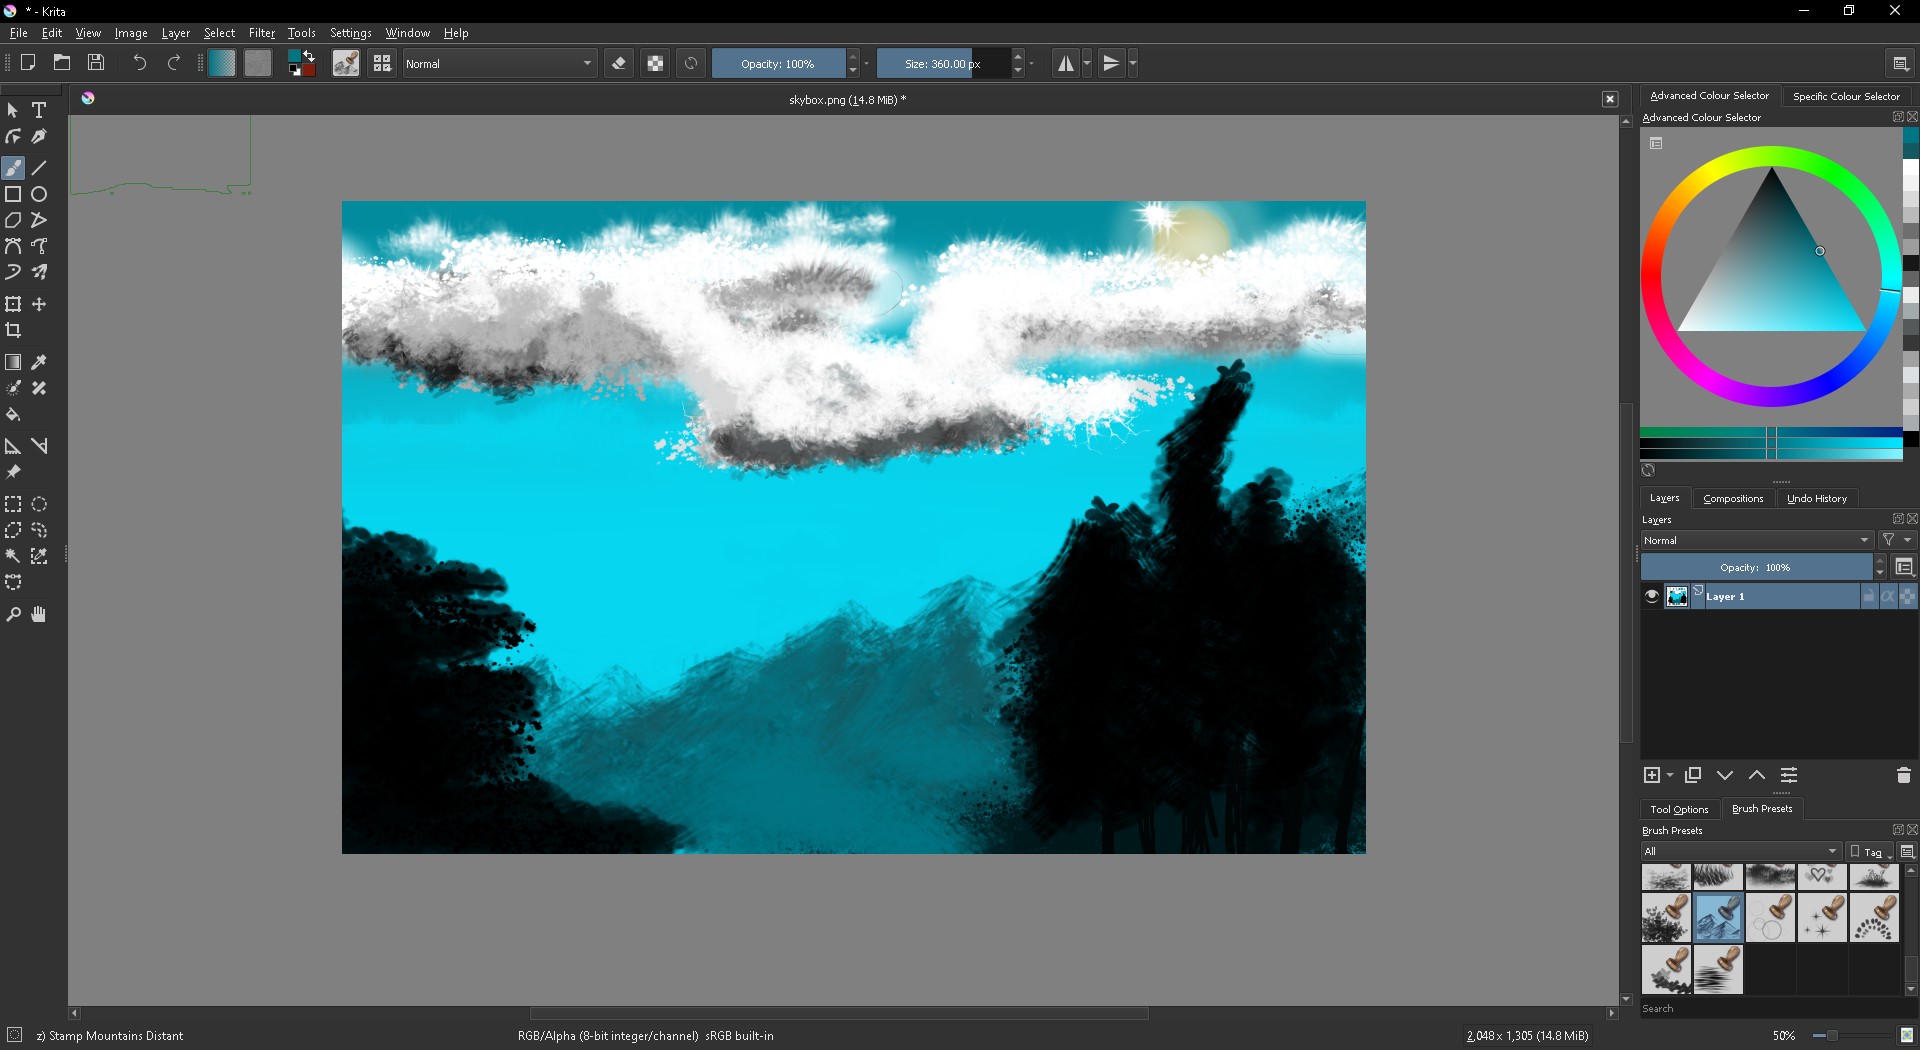 * - Krita
File Edit View Image Layer Select Filter Tools Settings Window Help
Normal Opacity: 100% Size: 360.00 px
skybox.png (14.8 MiB) *
Advanced Colour Selector Specific Colour Selector
Advanced Colour Selector
Layers Compositions Undo History
Layers
Normal
Opacity: 100%
Layer 1
Tool Options Brush Presets
Brush Presets
All Tag
Search
z) Stamp Mountains Distant RGB/Alpha (8-bit integer/channel) sRGB built-in 2,048 x 1,305 (14.8 MiB) 50%